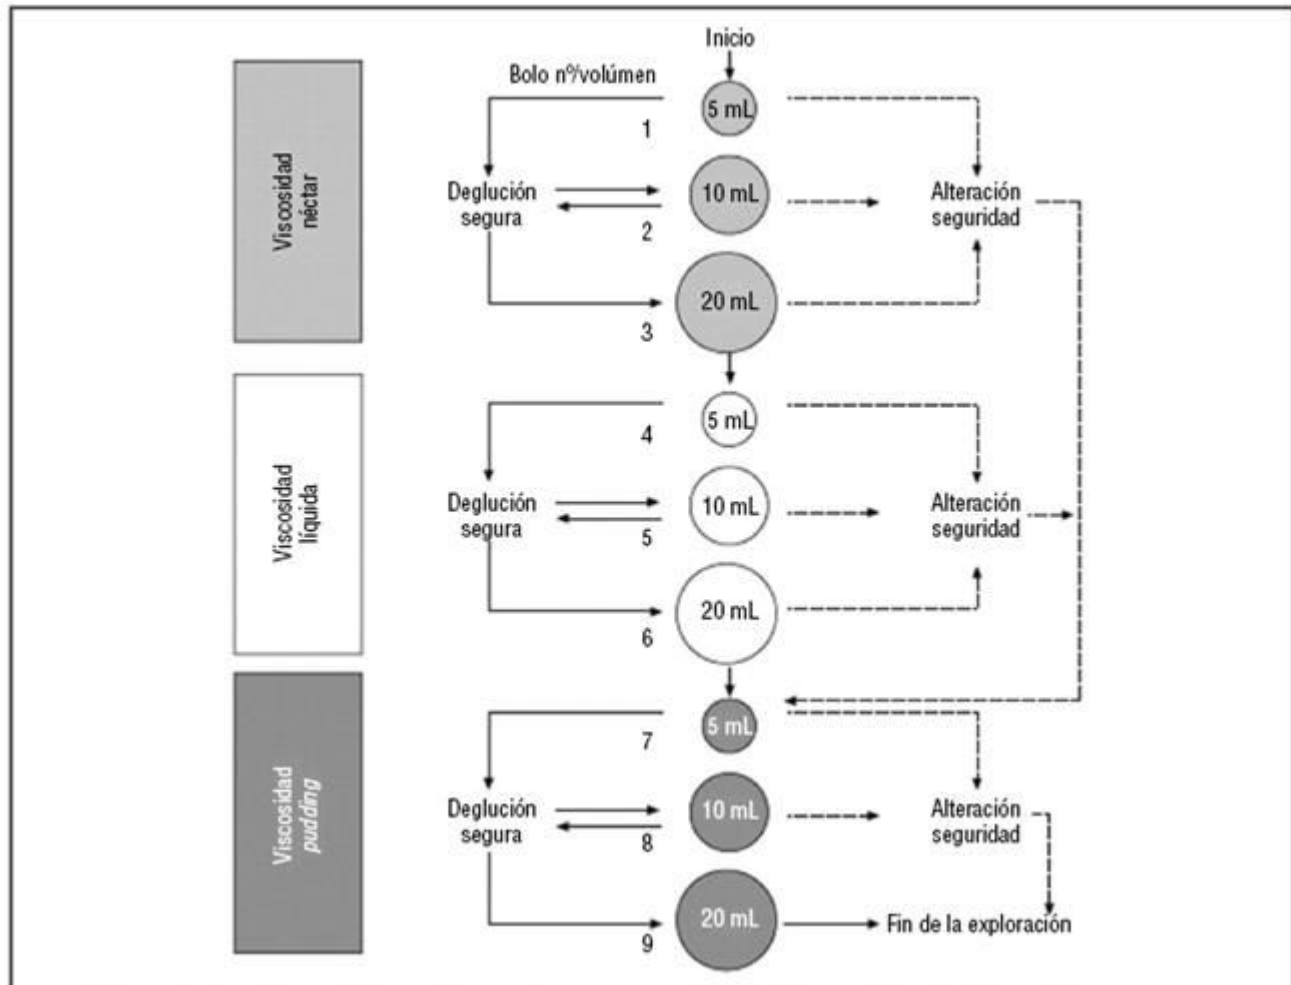 Inicio
Bolo nº/volúmen
Viscosidad
néctar
5 mL
1
Deglución
segura
10 mL
2
Alteración
seguridad
20 mL
3
Viscosidad
líquida
5 mL
4
Deglución
segura
10 mL
5
Alteración
seguridad
20 mL
6
Viscosidad
pudding
5 mL
7
Deglución
segura
10 mL
8
Alteración
seguridad
20 mL
9
Fin de la exploración